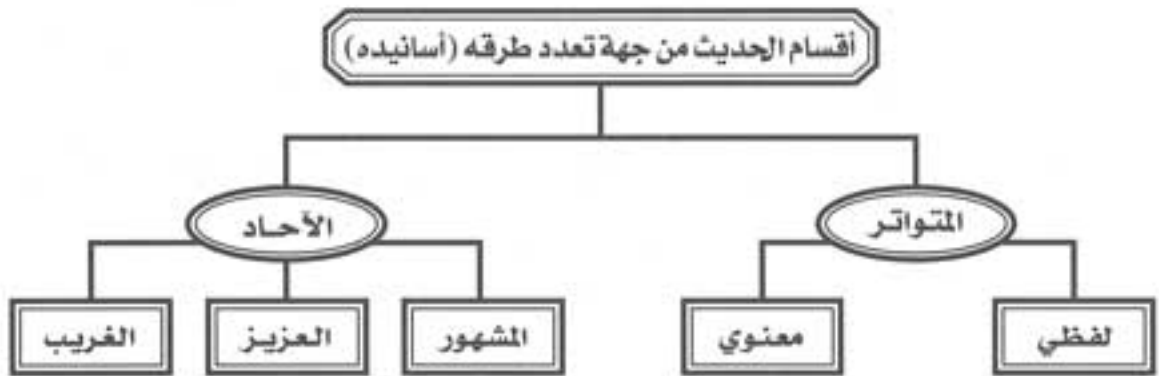 أقسام الحديث من جهة تعدد طرقه (أسانيده)
المتواتر
الآحاد
لفظي
معنوي
المشهور
العزيز
الغريب